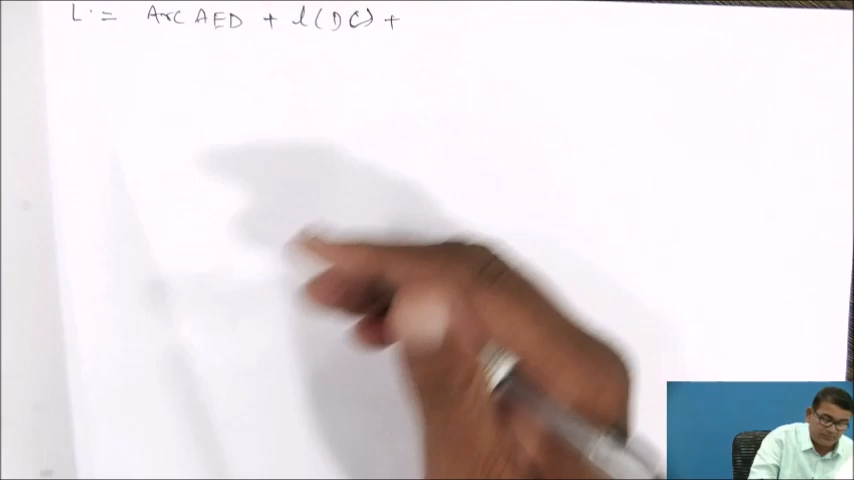 L = Arc AED + l(DC) +